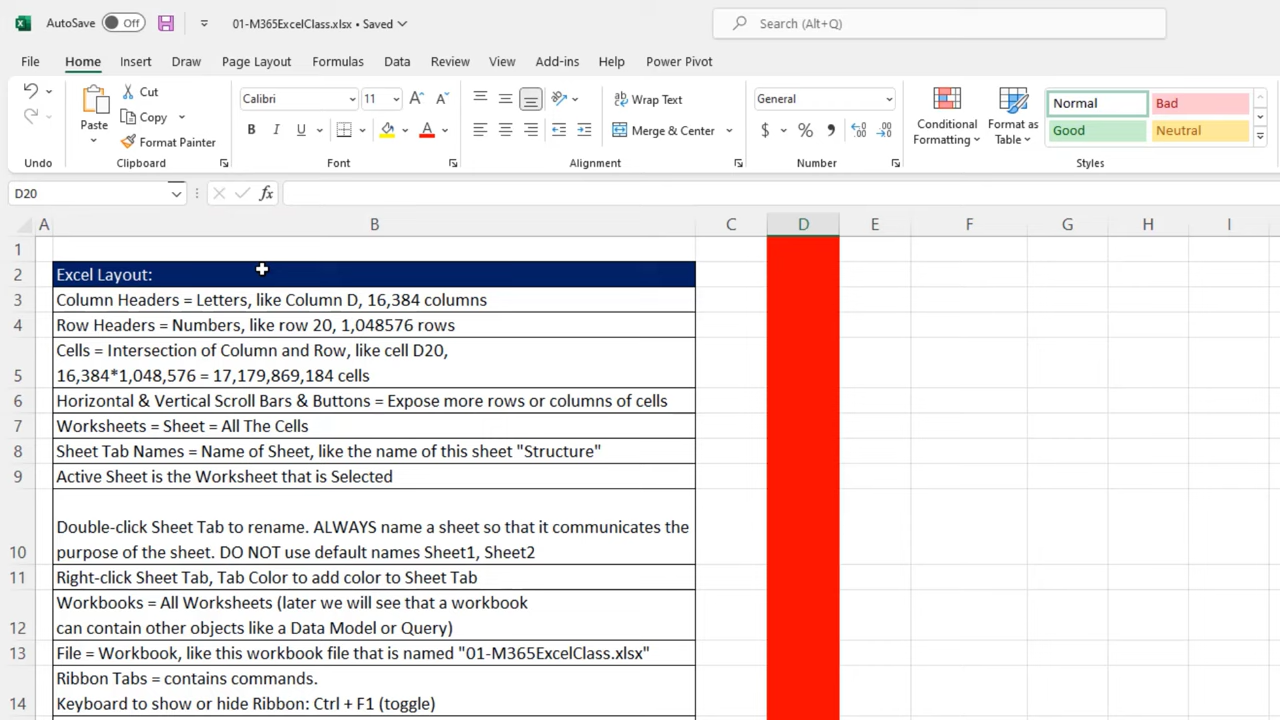 AutoSave Off 01-M365ExcelClass.xlsx • Saved Search (Alt+Q)
File Home Insert Draw Page Layout Formulas Data Review View Add-ins Help Power Pivot
Cut
Copy
Paste
Format Painter
Calibri 11
B I U
A
Wrap Text
Merge & Center
General
$ % 9
Conditional
Formatting
Format as
Table
Normal Bad
Good Neutral
Undo Clipboard Font Alignment Number Styles
D20 fx
A B C D E F G H I
1
2 Excel Layout:
3 Column Headers = Letters, like Column D, 16,384 columns
4 Row Headers = Numbers, like row 20, 1,048576 rows
Cells = Intersection of Column and Row, like cell D20,
5 16,384*1,048,576 = 17,179,869,184 cells
6 Horizontal & Vertical Scroll Bars & Buttons = Expose more rows or columns of cells
7 Worksheets = Sheet = All The Cells
8 Sheet Tab Names = Name of Sheet, like the name of this sheet "Structure"
9 Active Sheet is the Worksheet that is Selected
Double-click Sheet Tab to rename. ALWAYS name a sheet so that it communicates the
10 purpose of the sheet. DO NOT use default names Sheet1, Sheet2
11 Right-click Sheet Tab, Tab Color to add color to Sheet Tab
Workbooks = All Worksheets (later we will see that a workbook
12 can contain other objects like a Data Model or Query)
13 File = Workbook, like this workbook file that is named "01-M365ExcelClass.xlsx"
Ribbon Tabs = contains commands.
14 Keyboard to show or hide Ribbon: Ctrl + F1 (toggle)